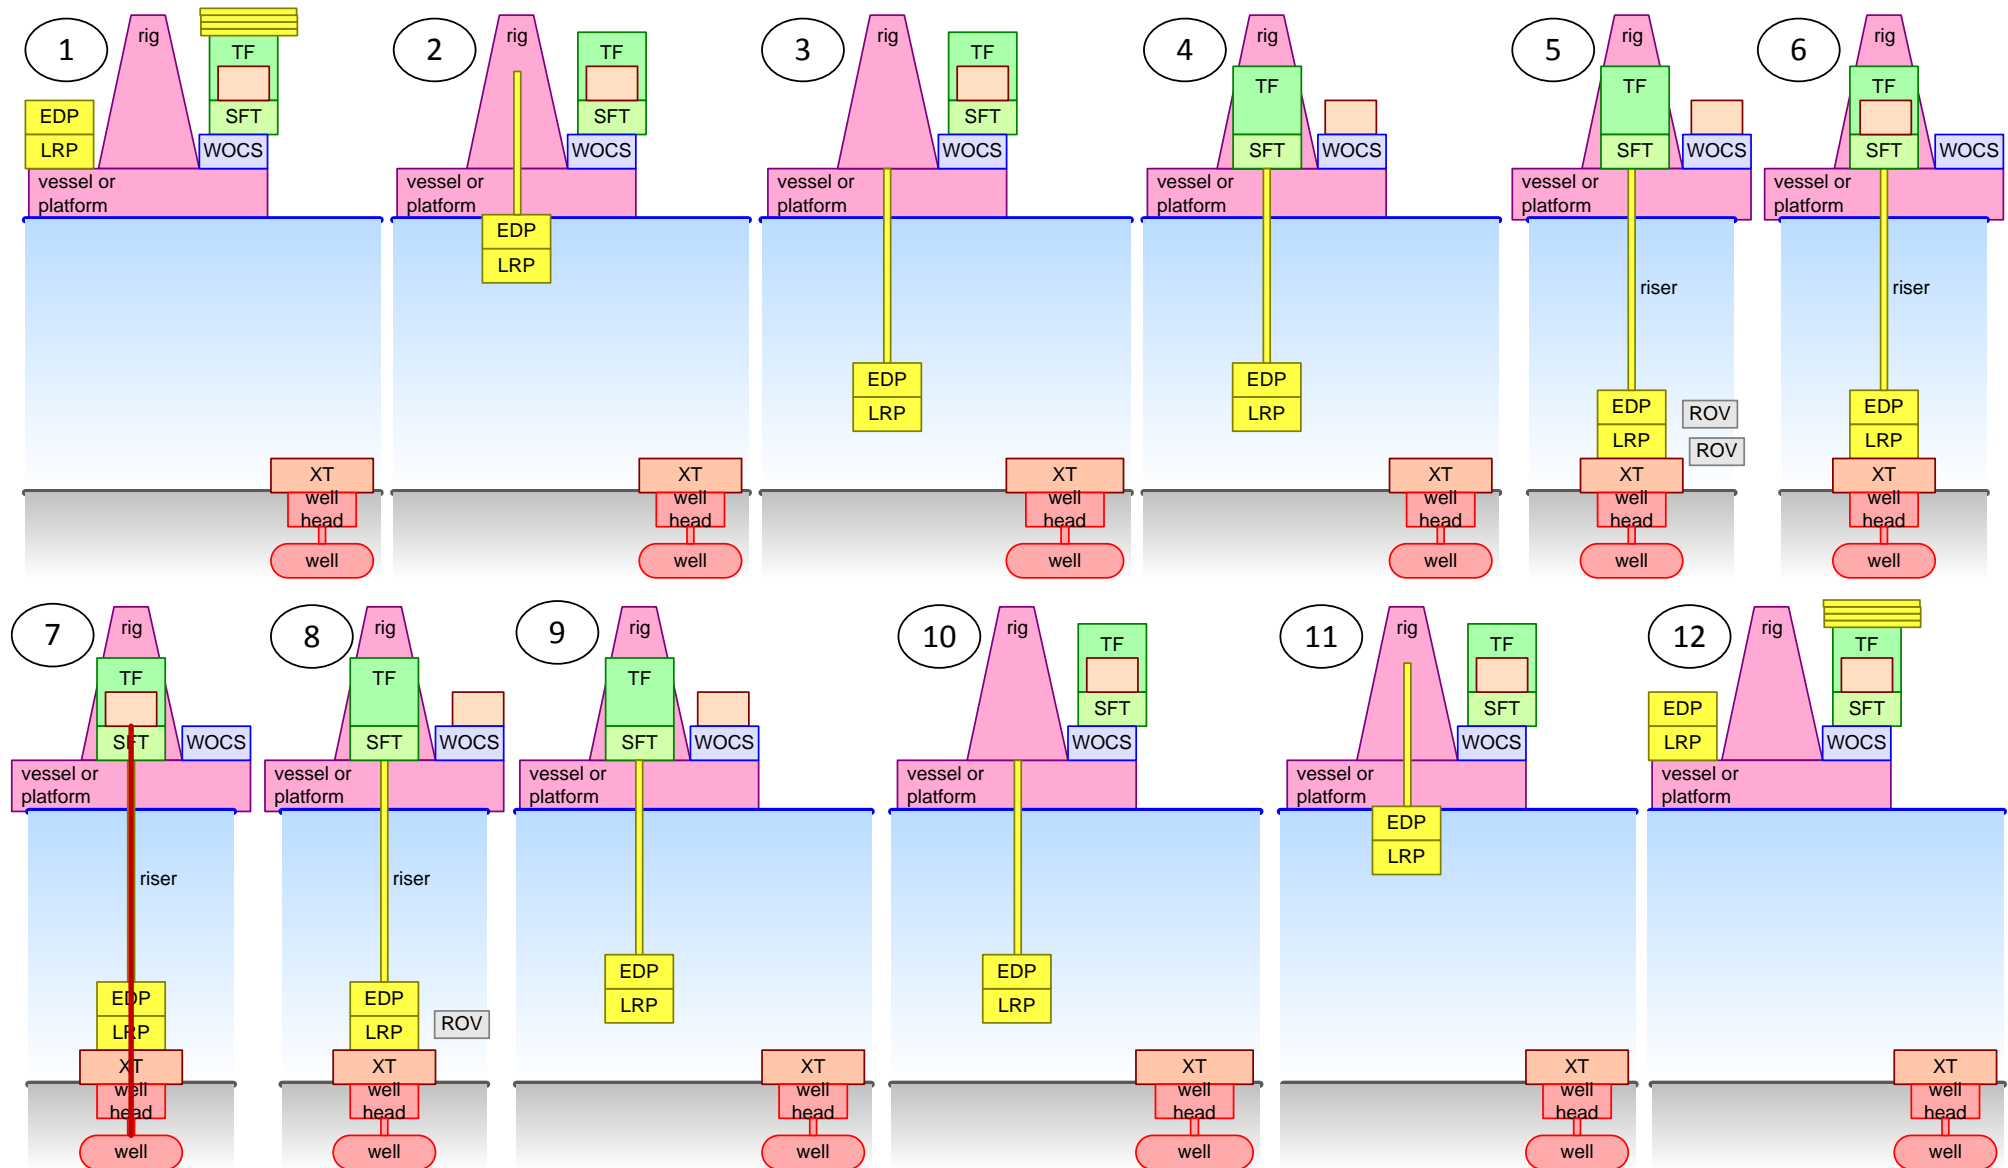 1
rig
TF
SFT
EDP
LRP
WOCS
vessel or
platform
XT
well
head
well
2
rig
TF
SFT
WOCS
vessel or
platform
EDP
LRP
XT
well
head
well
3
rig
TF
SFT
WOCS
vessel or
platform
EDP
LRP
XT
well
head
well
4
rig
TF
SFT
WOCS
vessel or
platform
EDP
LRP
XT
well
head
well
5
rig
TF
SFT
WOCS
vessel or
platform
riser
EDP
ROV
LRP
ROV
XT
well
head
well
6
rig
TF
SFT
WOCS
vessel or
platform
riser
EDP
LRP
XT
well
head
well
7
rig
TF
SFT
WOCS
vessel or
platform
riser
EDP
LRP
XT
well
head
well
8
rig
TF
SFT
WOCS
vessel or
platform
riser
EDP
LRP
ROV
XT
well
head
well
9
rig
TF
SFT
WOCS
vessel or
platform
EDP
LRP
XT
well
head
well
10
rig
TF
SFT
WOCS
vessel or
platform
EDP
LRP
XT
well
head
well
11
rig
TF
SFT
WOCS
vessel or
platform
EDP
LRP
XT
well
head
well
12
rig
TF
SFT
EDP
LRP
WOCS
vessel or
platform
XT
well
head
well